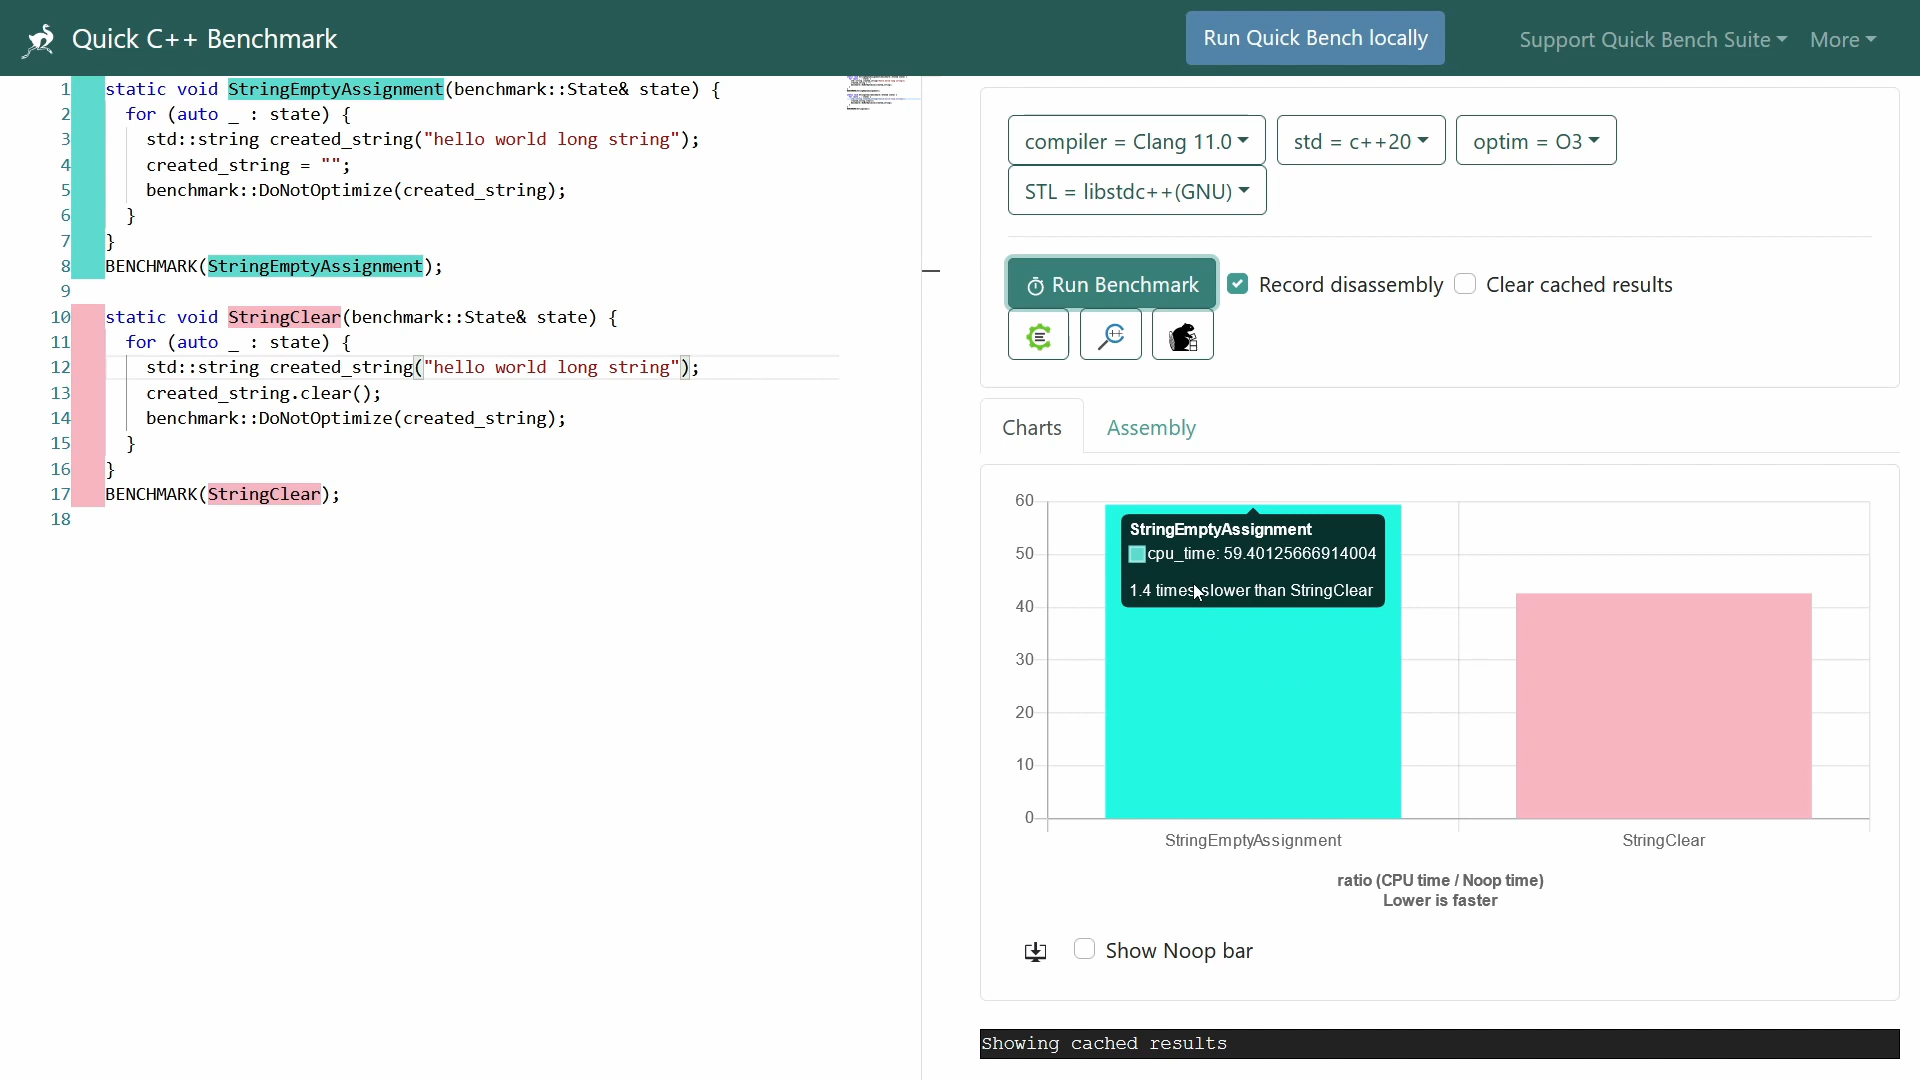 Quick C++ Benchmark
Run Quick Bench locally
Support Quick Bench Suite
More
1 static void StringEmptyAssignment(benchmark::State& state) {
2 for (auto _ : state) {
3 std::string created_string("hello world long string");
4 created_string = "";
5 benchmark::DoNotOptimize(created_string);
6 }
7 }
8 BENCHMARK(StringEmptyAssignment);
9
10 static void StringClear(benchmark::State& state) {
11 for (auto _ : state) {
12 std::string created_string("hello world long string");
13 created_string.clear();
14 benchmark::DoNotOptimize(created_string);
15 }
16 }
17 BENCHMARK(StringClear);
18
compiler = Clang 11.0
std = c++20
optim = O3
STL = libstdc++(GNU)
Run Benchmark
Record disassembly
Clear cached results
Charts
Assembly
60
50
40
30
20
10
0
StringEmptyAssignment
cpu_time: 59.40125666914004
1.4 times slower than StringClear
StringEmptyAssignment
StringClear
ratio (CPU time / Noop time)
Lower is faster
Show Noop bar
Showing cached results